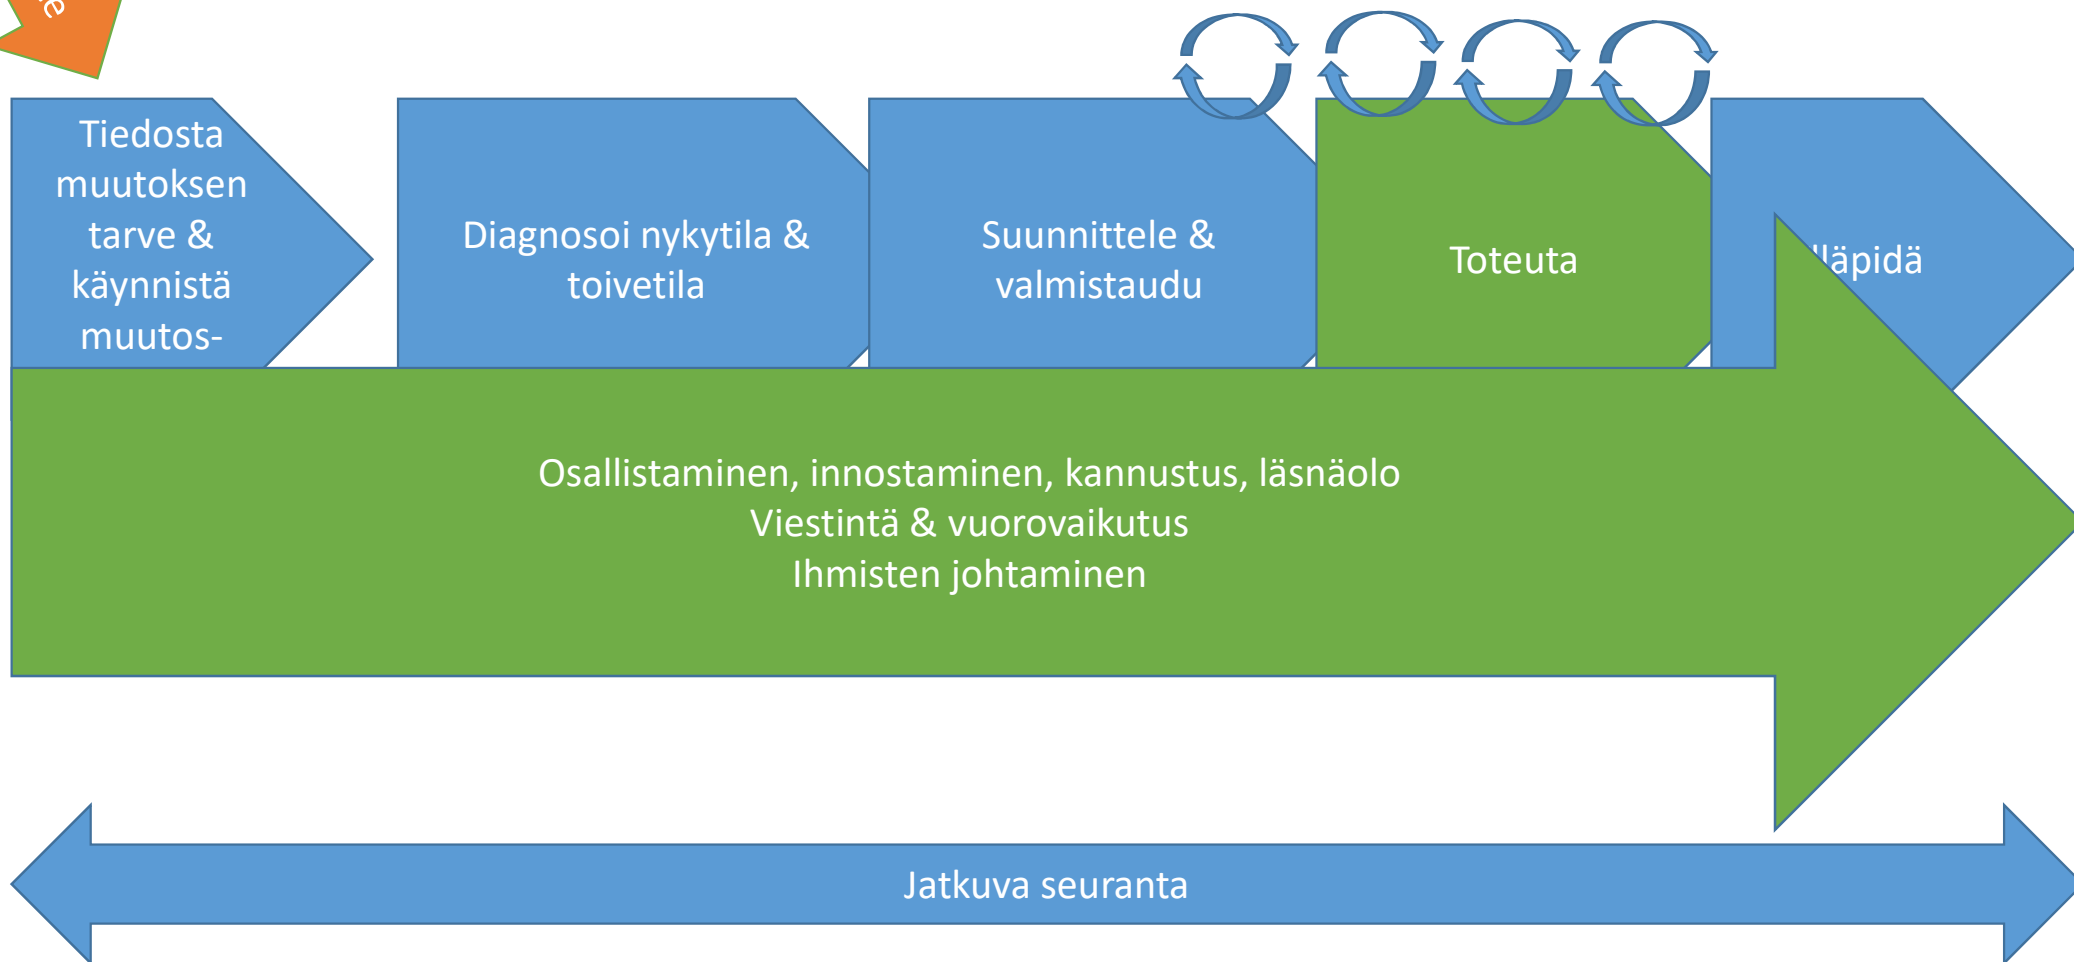 Tiedosta
muutoksen
tarve &
käynnistä
muutos-
Diagnosoi nykytila &
toivetila
Suunnittele &
valmistaudu
Toteuta
lläpidä
Osallistaminen, innostaminen, kannustus, läsnäolo
Viestintä & vuorovaikutus
Ihmisten johtaminen
Jatkuva seuranta